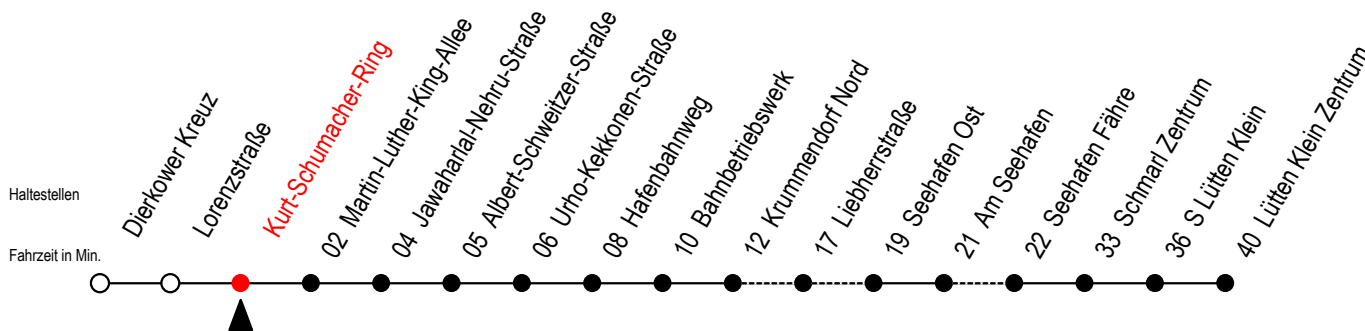 Haltestellen
Fahrzeit in Min.
Dierkower Kreuz
Lorenzstraße
Kurt-Schumacher-Ring
02 Martin-Luther-King-Allee
04 Jawaharlal-Nehru-Straße
05 Albert-Schweitzer-Straße
06 Urho-Kekkonen-Straße
08 Hafenbahnweg
10 Bahnbetriebswerk
12 Krummendorf Nord
17 Liebherrstraße
19 Seehafen Ost
21 Am Seehafen
22 Seehafen Fähre
33 Schmarl Zentrum
36 S Lütten Klein
40 Lütten Klein Zentrum